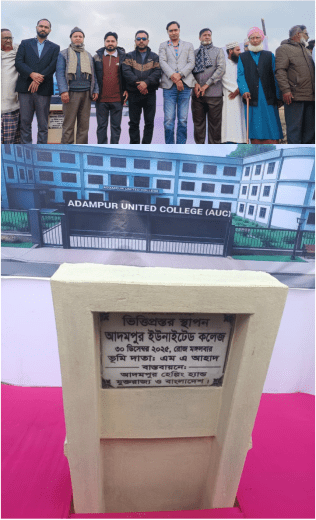 ADAMPUR UNITED COLLEGE (AUC)
ভিত্তিপ্রস্তর স্থাপন
আদমপুর ইউনাইটেড কলেজ
৩০ ডিসেম্বর ২০২৫, রোজ মঙ্গলবার
ভূমি দাতাঃ এম এ আহাদ
বাস্তবায়নে:
আদমপুর হেল্পিং হ্যান্ড
যুক্তরাজ্য ও বাংলাদেশ।